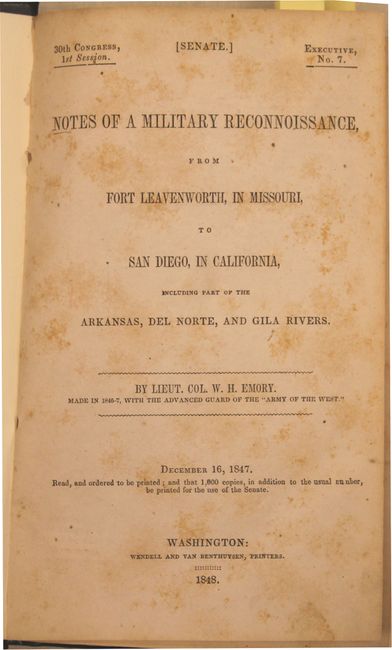 30th Congress, [SENATE.] Executive,
1st Session. No. 7.
NOTES OF A MILITARY RECONNOISSANCE,
FROM
FORT LEAVENWORTH, IN MISSOURI,
TO
SAN DIEGO, IN CALIFORNIA,
INCLUDING PART OF THE
ARKANSAS, DEL NORTE, AND GILA RIVERS.
BY LIEUT. COL. W. H. EMORY.
MADE IN 1846-7, WITH THE ADVANCED GUARD OF THE "ARMY OF THE WEST."
December 16, 1847.
Read, and ordered to be printed; and that 1,000 copies, in addition to the usual number,
be printed for the use of the Senate.
WASHINGTON:
WENDELL AND VAN BENTHUYSEN, PRINTERS.
1848.